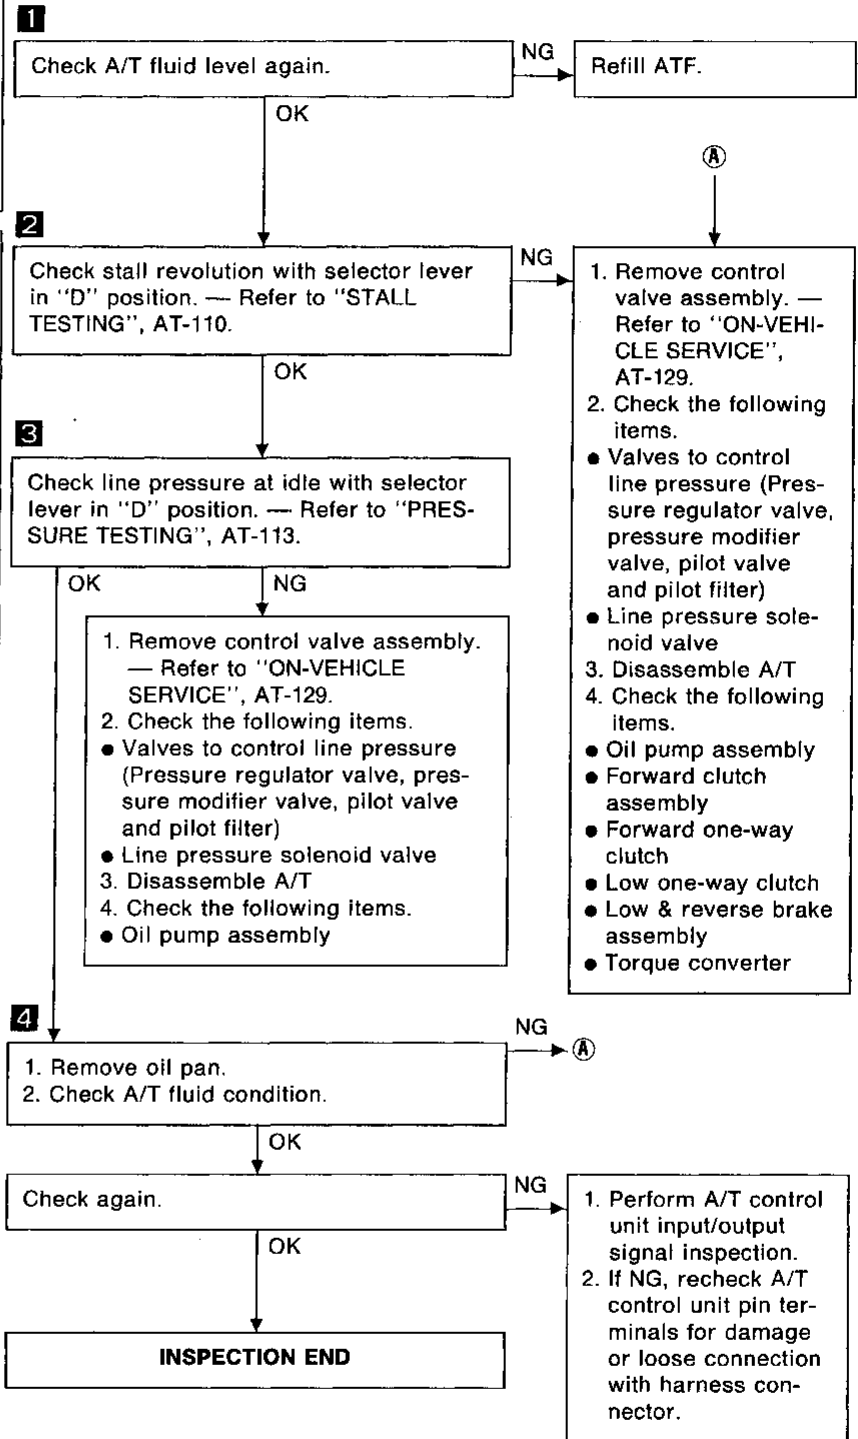 1
Check A/T fluid level again.
NG
Refill ATF.
OK
A
2
Check stall revolution with selector lever
in "D" position. — Refer to "STALL
TESTING", AT-110.
NG
1. Remove control
valve assembly. —
Refer to "ON-VEHI-
CLE SERVICE",
AT-129.
2. Check the following
items.
● Valves to control
line pressure (Pres-
sure regulator valve,
pressure modifier
valve, pilot valve
and pilot filter)
● Line pressure sole-
noid valve
3. Disassemble A/T
4. Check the following
items.
● Oil pump assembly
● Forward clutch
assembly
● Forward one-way
clutch
● Low one-way clutch
● Low & reverse brake
assembly
● Torque converter
OK
3
Check line pressure at idle with selector
lever in "D" position. — Refer to "PRES-
SURE TESTING", AT-113.
OK
NG
1. Remove control valve assembly.
— Refer to "ON-VEHICLE
SERVICE", AT-129.
2. Check the following items.
● Valves to control line pressure
(Pressure regulator valve, pres-
sure modifier valve, pilot valve
and pilot filter)
● Line pressure solenoid valve
3. Disassemble A/T
4. Check the following items.
● Oil pump assembly
4
1. Remove oil pan.
2. Check A/T fluid condition.
NG
A
OK
Check again.
NG
1. Perform A/T control
unit input/output
signal inspection.
2. If NG, recheck A/T
control unit pin ter-
minals for damage
or loose connection
with harness con-
nector.
OK
INSPECTION END